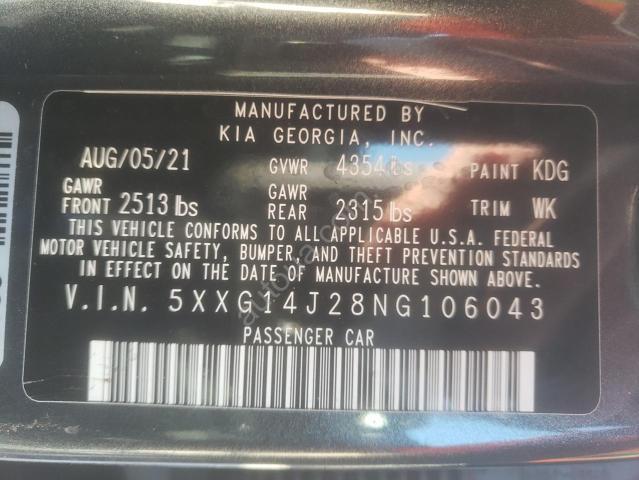 MANUFACTURED BY
KIA GEORGIA, INC.
AUG/05/21 GVWR 4354 lbs PAINT KDG
GAWR FRONT 2513 lbs GAWR REAR 2315 lbs TRIM WK
THIS VEHICLE CONFORMS TO ALL APPLICABLE U.S.A. FEDERAL
MOTOR VEHICLE SAFETY, BUMPER, AND THEFT PREVENTION STANDARDS
IN EFFECT ON THE DATE OF MANUFACTURE SHOWN ABOVE.
V.I.N. 5XXG14J28NG106043
PASSENGER CAR